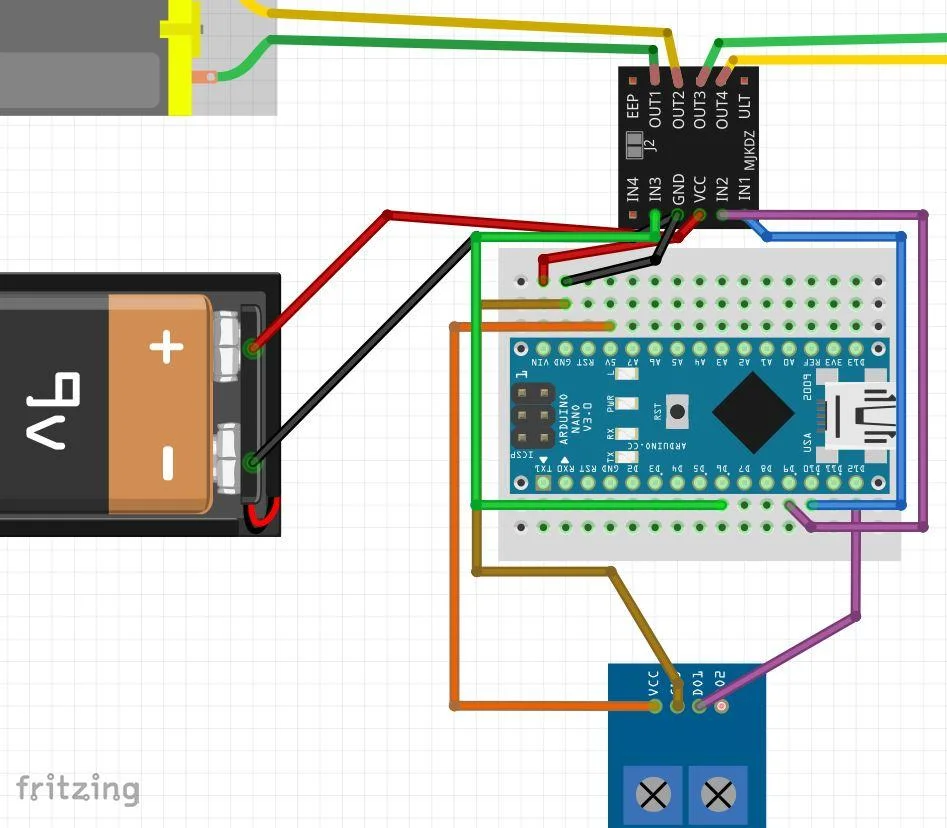 EEP OUT1 OUT2 OUT3 OUT4 ULT
J2
MJKDZ
IN4 IN3 GND VCC IN2 IN1
+
-
9V
VIN GND RST 5V A7 A6 A5 A4 A3 A2 A1 A0 REF 3V3 D13
1
L
PWR
RX
TX
ICSP
ARDUINO
NANO
V3.0
RST
ARDUINO.CC
2009
USA
TX1 RX0 RST GND D2 D3 D4 D5 D6 D7 D8 D9 D10 D11 D12
VCC DO1 DO2
fritzing